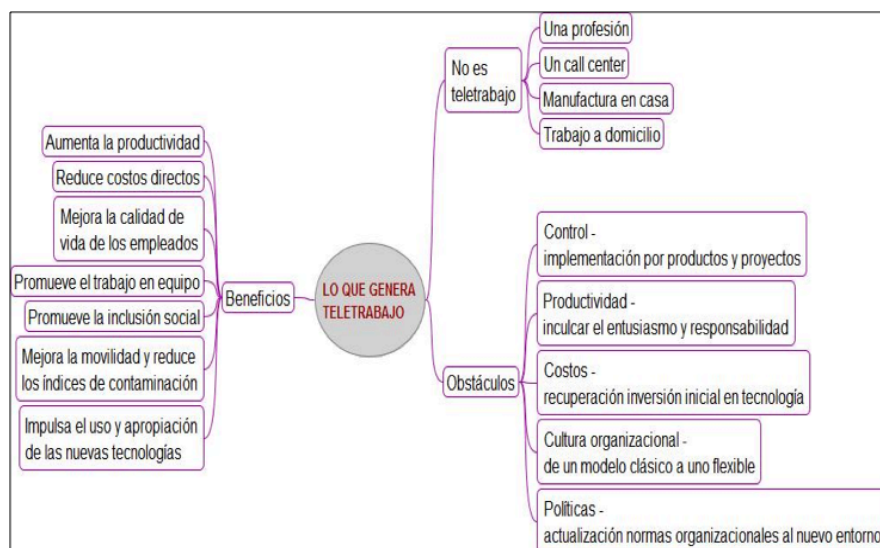 LO QUE GENERA
TELETRABAJO
Beneficios
Aumenta la productividad
Reduce costos directos
Mejora la calidad de
vida de los empleados
Promueve el trabajo en equipo
Promueve la inclusión social
Mejora la movilidad y reduce
los índices de contaminación
Impulsa el uso y apropiación
de las nuevas tecnologías
No es
teletrabajo
Una profesión
Un call center
Manufactura en casa
Trabajo a domicilio
Obstáculos
Control -
implementación por productos y proyectos
Productividad -
inculcar el entusiasmo y responsabilidad
Costos -
recuperación inversión inicial en tecnología
Cultura organizacional -
de un modelo clásico a uno flexible
Políticas -
actualización normas organizacionales al nuevo entorno